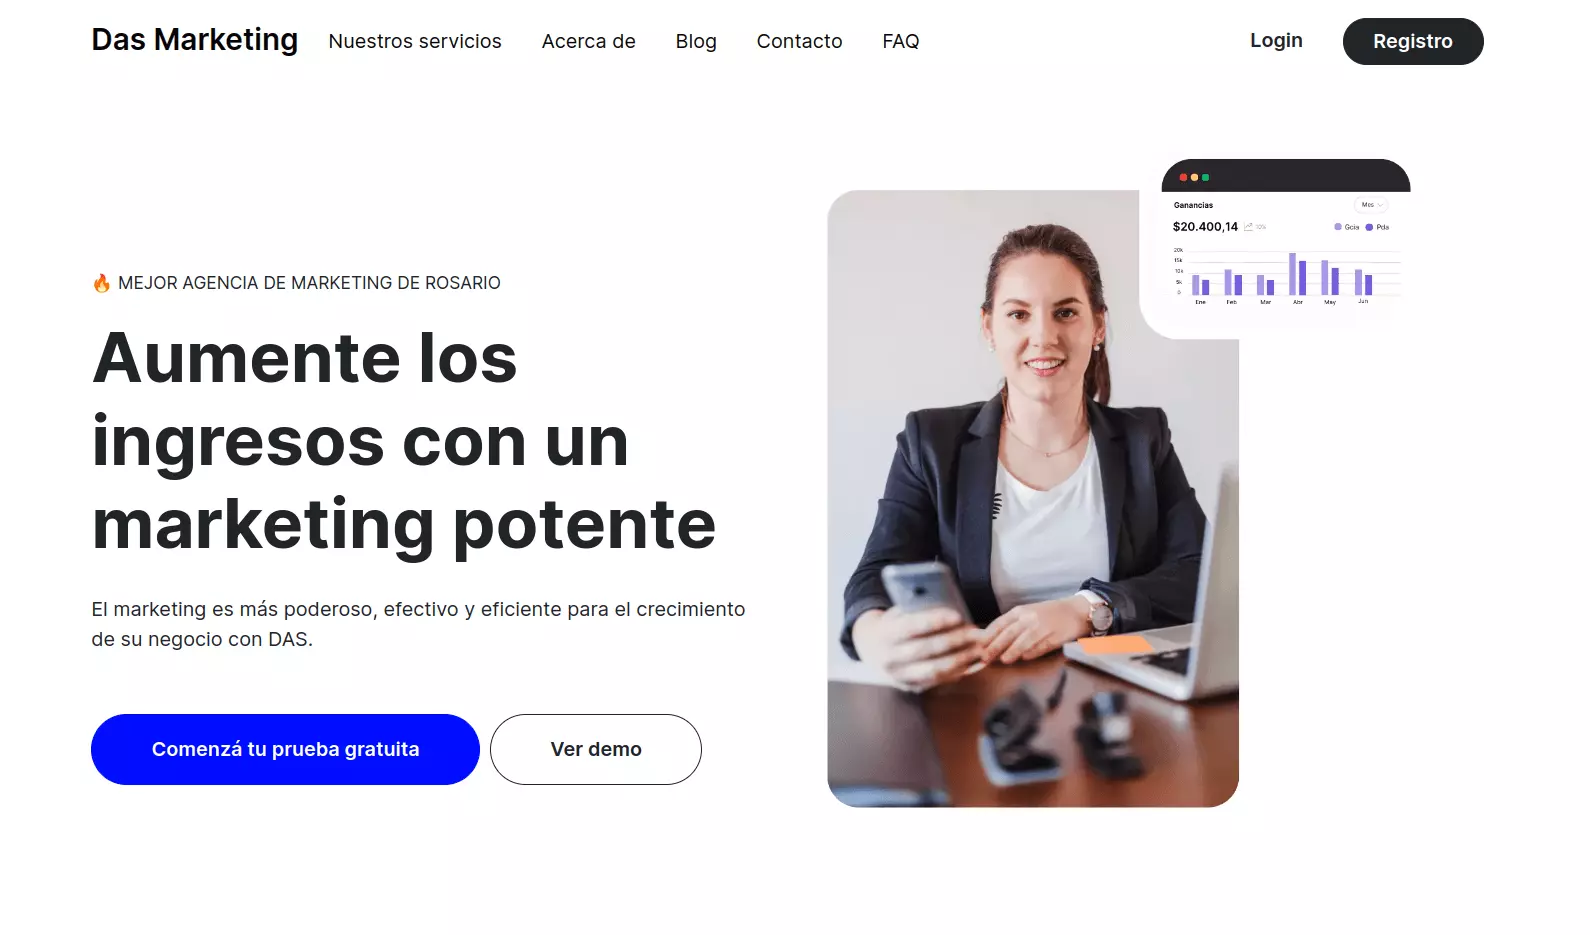 Das Marketing
Nuestros servicios
Acerca de
Blog
Contacto
FAQ
Login
Registro
🔥 MEJOR AGENCIA DE MARKETING DE ROSARIO
Aumente los
ingresos con un
marketing potente
El marketing es más poderoso, efectivo y eficiente para el crecimiento
de su negocio con DAS.
Comenzá tu prueba gratuita
Ver demo
Ganancias
Mes
$20.400,14
10%
Gcia
Pda
20k
15k
10k
5k
0
Ene Feb Mar Abr May Jun